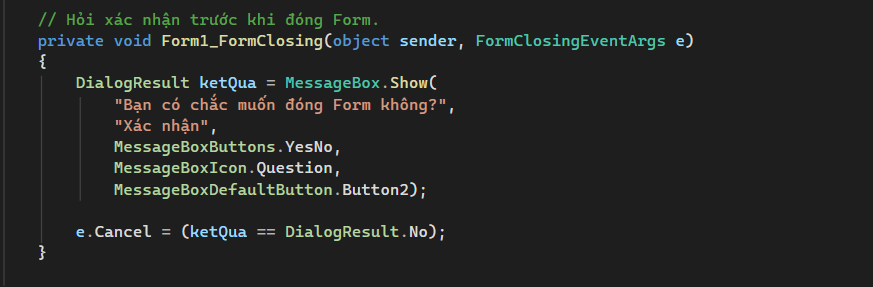 // Hỏi xác nhận trước khi đóng Form.
private void Form1_FormClosing(object sender, FormClosingEventArgs e)
{
    DialogResult ketQua = MessageBox.Show(
        "Bạn có chắc muốn đóng Form không?",
        "Xác nhận",
        MessageBoxButtons.YesNo,
        MessageBoxIcon.Question,
        MessageBoxDefaultButton.Button2);

    e.Cancel = (ketQua == DialogResult.No);
}